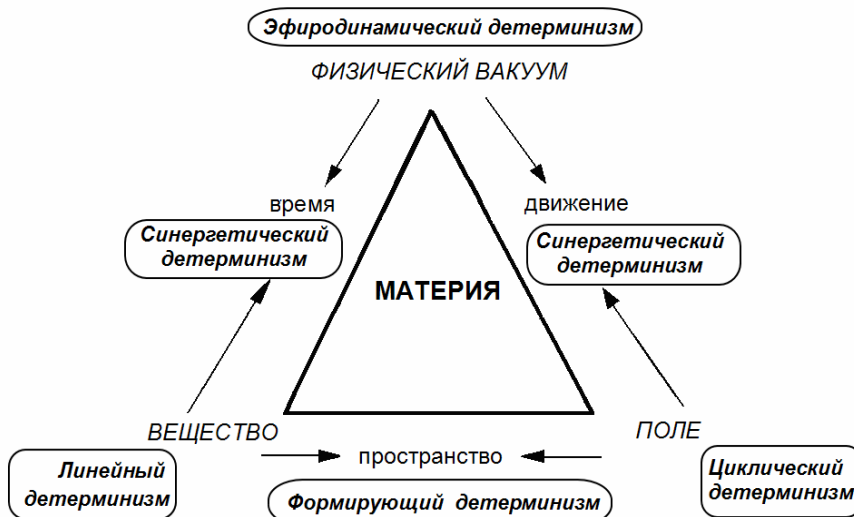 Эфиродинамический детерминизм
ФИЗИЧЕСКИЙ ВАКУУМ
время
движение
Синергетический
детерминизм
Синергетический
детерминизм
МАТЕРИЯ
ВЕЩЕСТВО
ПОЛЕ
пространство
Линейный
детерминизм
Циклический
детерминизм
Формирующий детерминизм